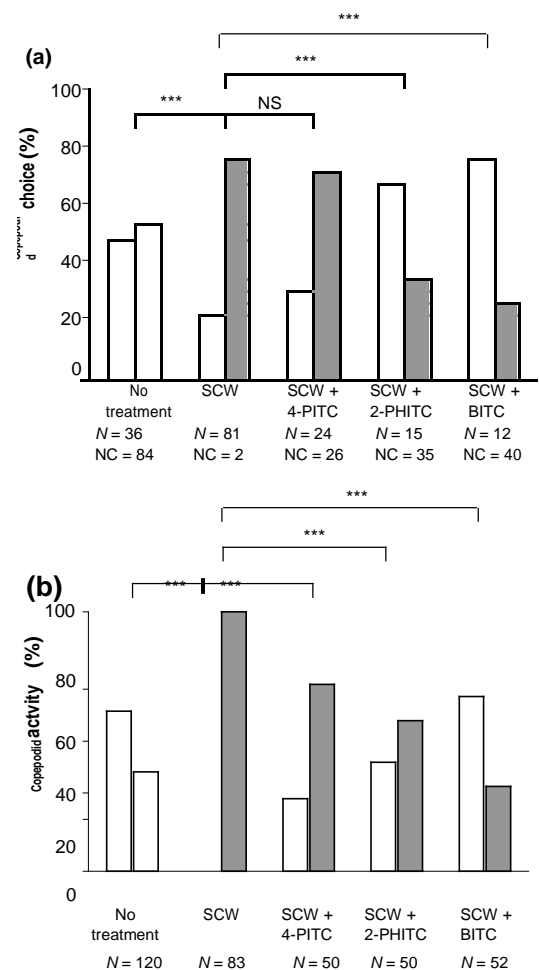 ***
(a)
***
100
***
NS
80
choice (%)
60
40
20
0
No
treatment
N = 36
NC = 84
SCW
N = 81
NC = 2
SCW +
4-PITC
N = 24
NC = 26
SCW +
2-PHITC
N = 15
NC = 35
SCW +
BITC
N = 12
NC = 40
***
***
(b)
*** ***
100
Copepodid actvity (%)
80
60
40
20
0
No
treatment
N = 120
SCW
N = 83
SCW +
4-PITC
N = 50
SCW +
2-PHITC
N = 50
SCW +
BITC
N = 52